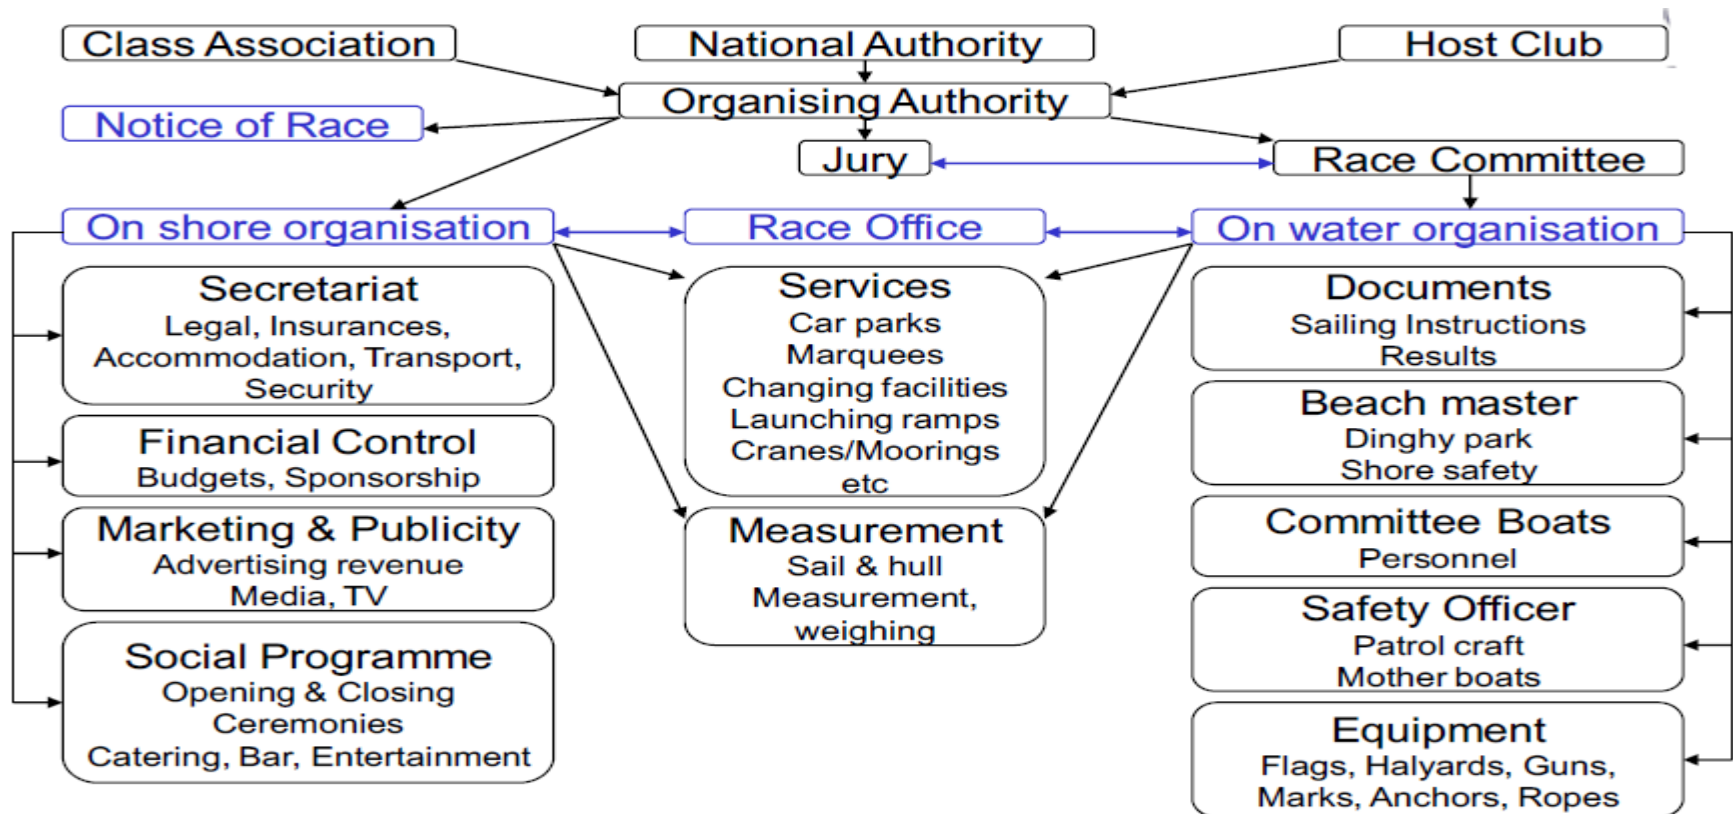 Class Association
National Authority
Host Club
Organising Authority
Notice of Race
Jury
Race Committee
On shore organisation
Race Office
On water organisation
Secretariat
Legal, Insurances,
Accommodation, Transport,
Security
Financial Control
Budgets, Sponsorship
Marketing & Publicity
Advertising revenue
Media, TV
Social Programme
Opening & Closing
Ceremonies
Catering, Bar, Entertainment
Services
Car parks
Marquees
Changing facilities
Launching ramps
Cranes/Moorings
etc
Measurement
Sail & hull
Measurement,
weighing
Documents
Sailing Instructions
Results
Beach master
Dinghy park
Shore safety
Committee Boats
Personnel
Safety Officer
Patrol craft
Mother boats
Equipment
Flags, Halyards, Guns,
Marks, Anchors, Ropes